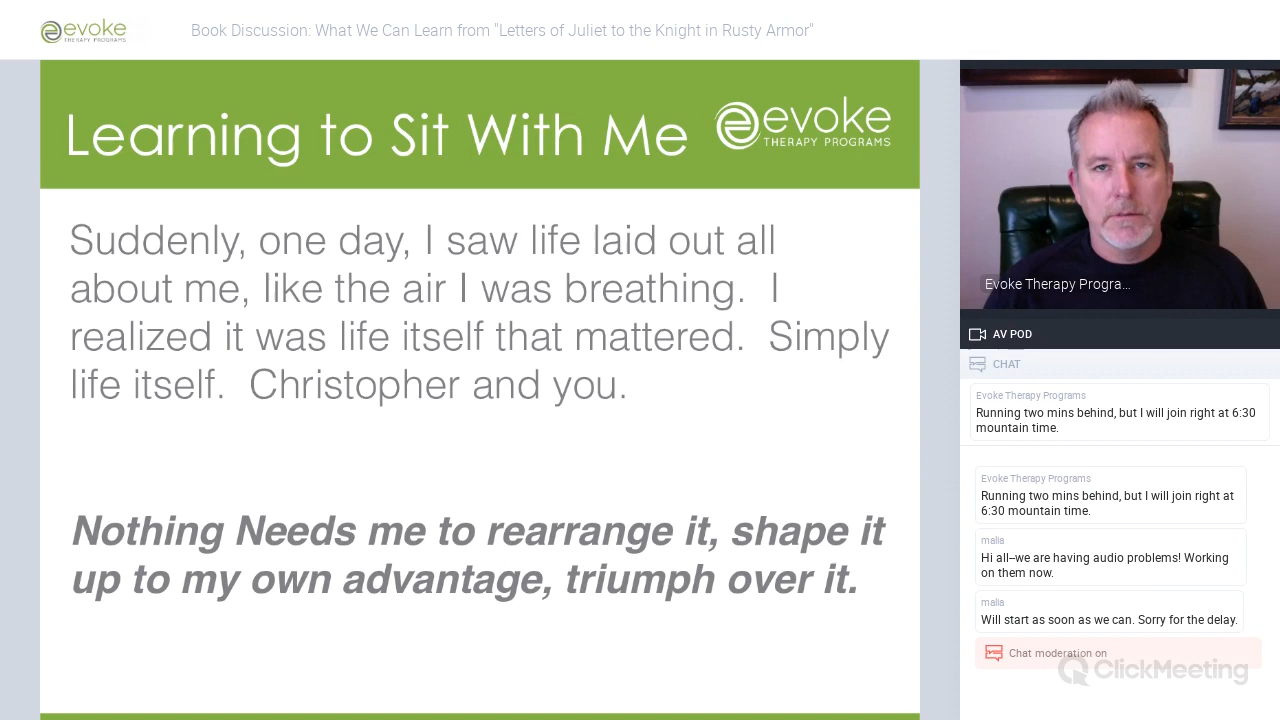 evoke
THERAPY PROGRAMS
Book Discussion: What We Can Learn from "Letters of Juliet to the Knight in Rusty Armor"
Learning to Sit With Me
evoke
THERAPY PROGRAMS
Suddenly, one day, I saw life laid out all
about me, like the air I was breathing.  I
realized it was life itself that mattered.  Simply
life itself.  Christopher and you.
Nothing Needs me to rearrange it, shape it
up to my own advantage, triumph over it.
Evoke Therapy Progra...
AV POD
CHAT
Evoke Therapy Programs
Running two mins behind, but I will join right at 6:30
mountain time.
Evoke Therapy Programs
Running two mins behind, but I will join right at
6:30 mountain time.
malia
Hi all--we are having audio problems! Working
on them now.
malia
Will start as soon as we can. Sorry for the delay.
Chat moderation on
ClickMeeting